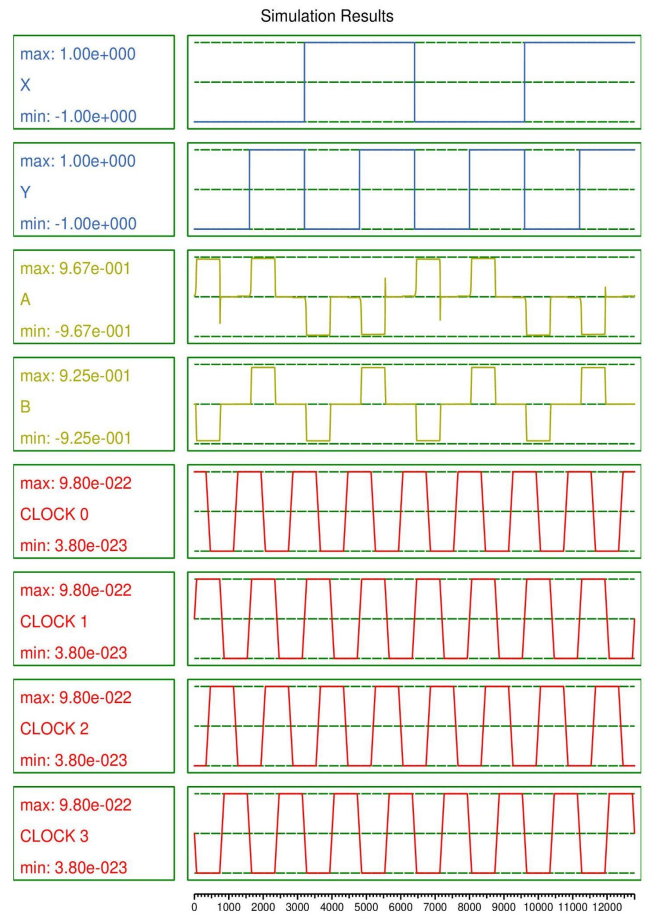 Simulation Results
max: 1.00e+000
X
min: -1.00e+000
max: 1.00e+000
Y
min: -1.00e+000
max: 9.67e-001
A
min: -9.67e-001
max: 9.25e-001
B
min: -9.25e-001
max: 9.80e-022
CLOCK 0
min: 3.80e-023
max: 9.80e-022
CLOCK 1
min: 3.80e-023
max: 9.80e-022
CLOCK 2
min: 3.80e-023
max: 9.80e-022
CLOCK 3
min: 3.80e-023
0 1000 2000 3000 4000 5000 6000 7000 8000 9000 10000 11000 12000